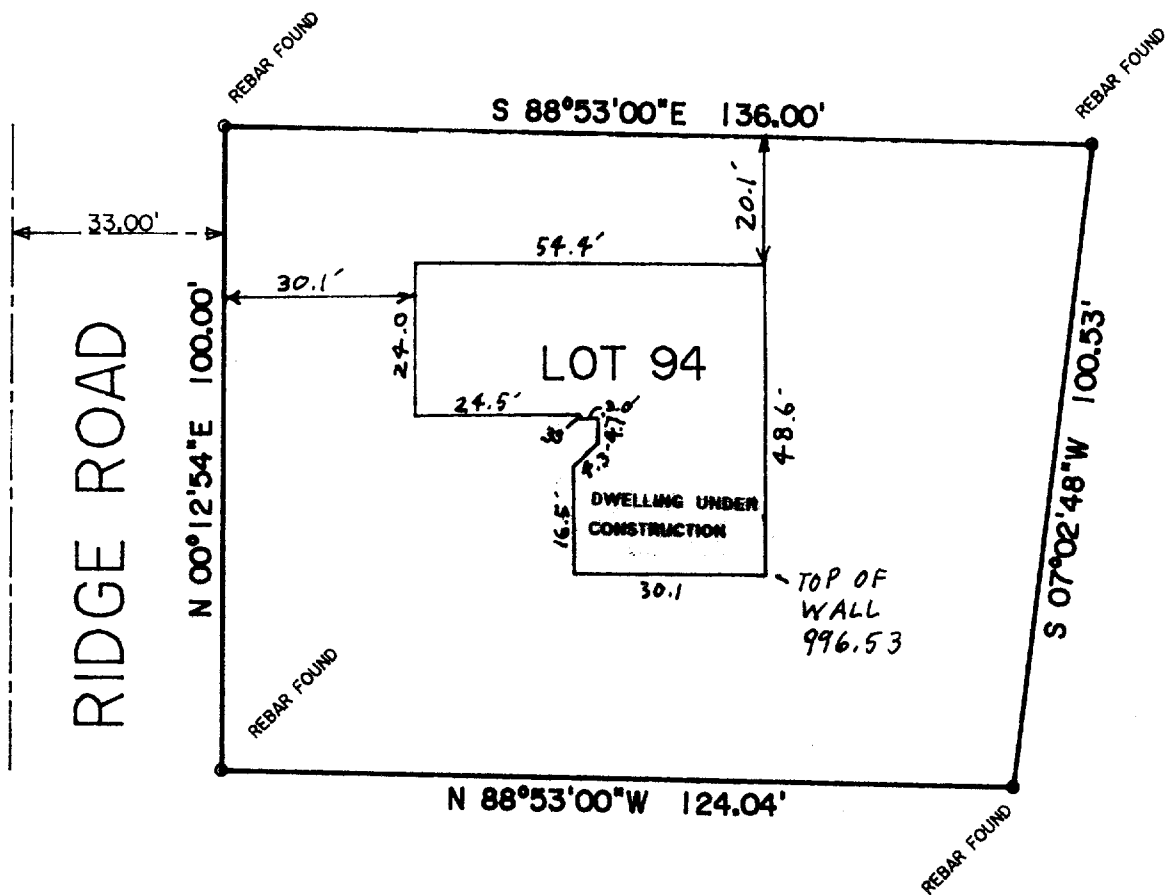 REBAR FOUND
REBAR FOUND
S 88°53'00"E 136.00'
33.00'
20.1'
54.4'
30.1'
24.0
N 00°12'54"E 100.00'
RIDGE ROAD
LOT 94
24.5'
2.0'
4.7
4.3
48.6
S 07°02'48"W 100.53'
16.5'
DWELLING UNDER
CONSTRUCTION
30.1
TOP OF
WALL
996.53
REBAR FOUND
N 88°53'00"W 124.04'
REBAR FOUND